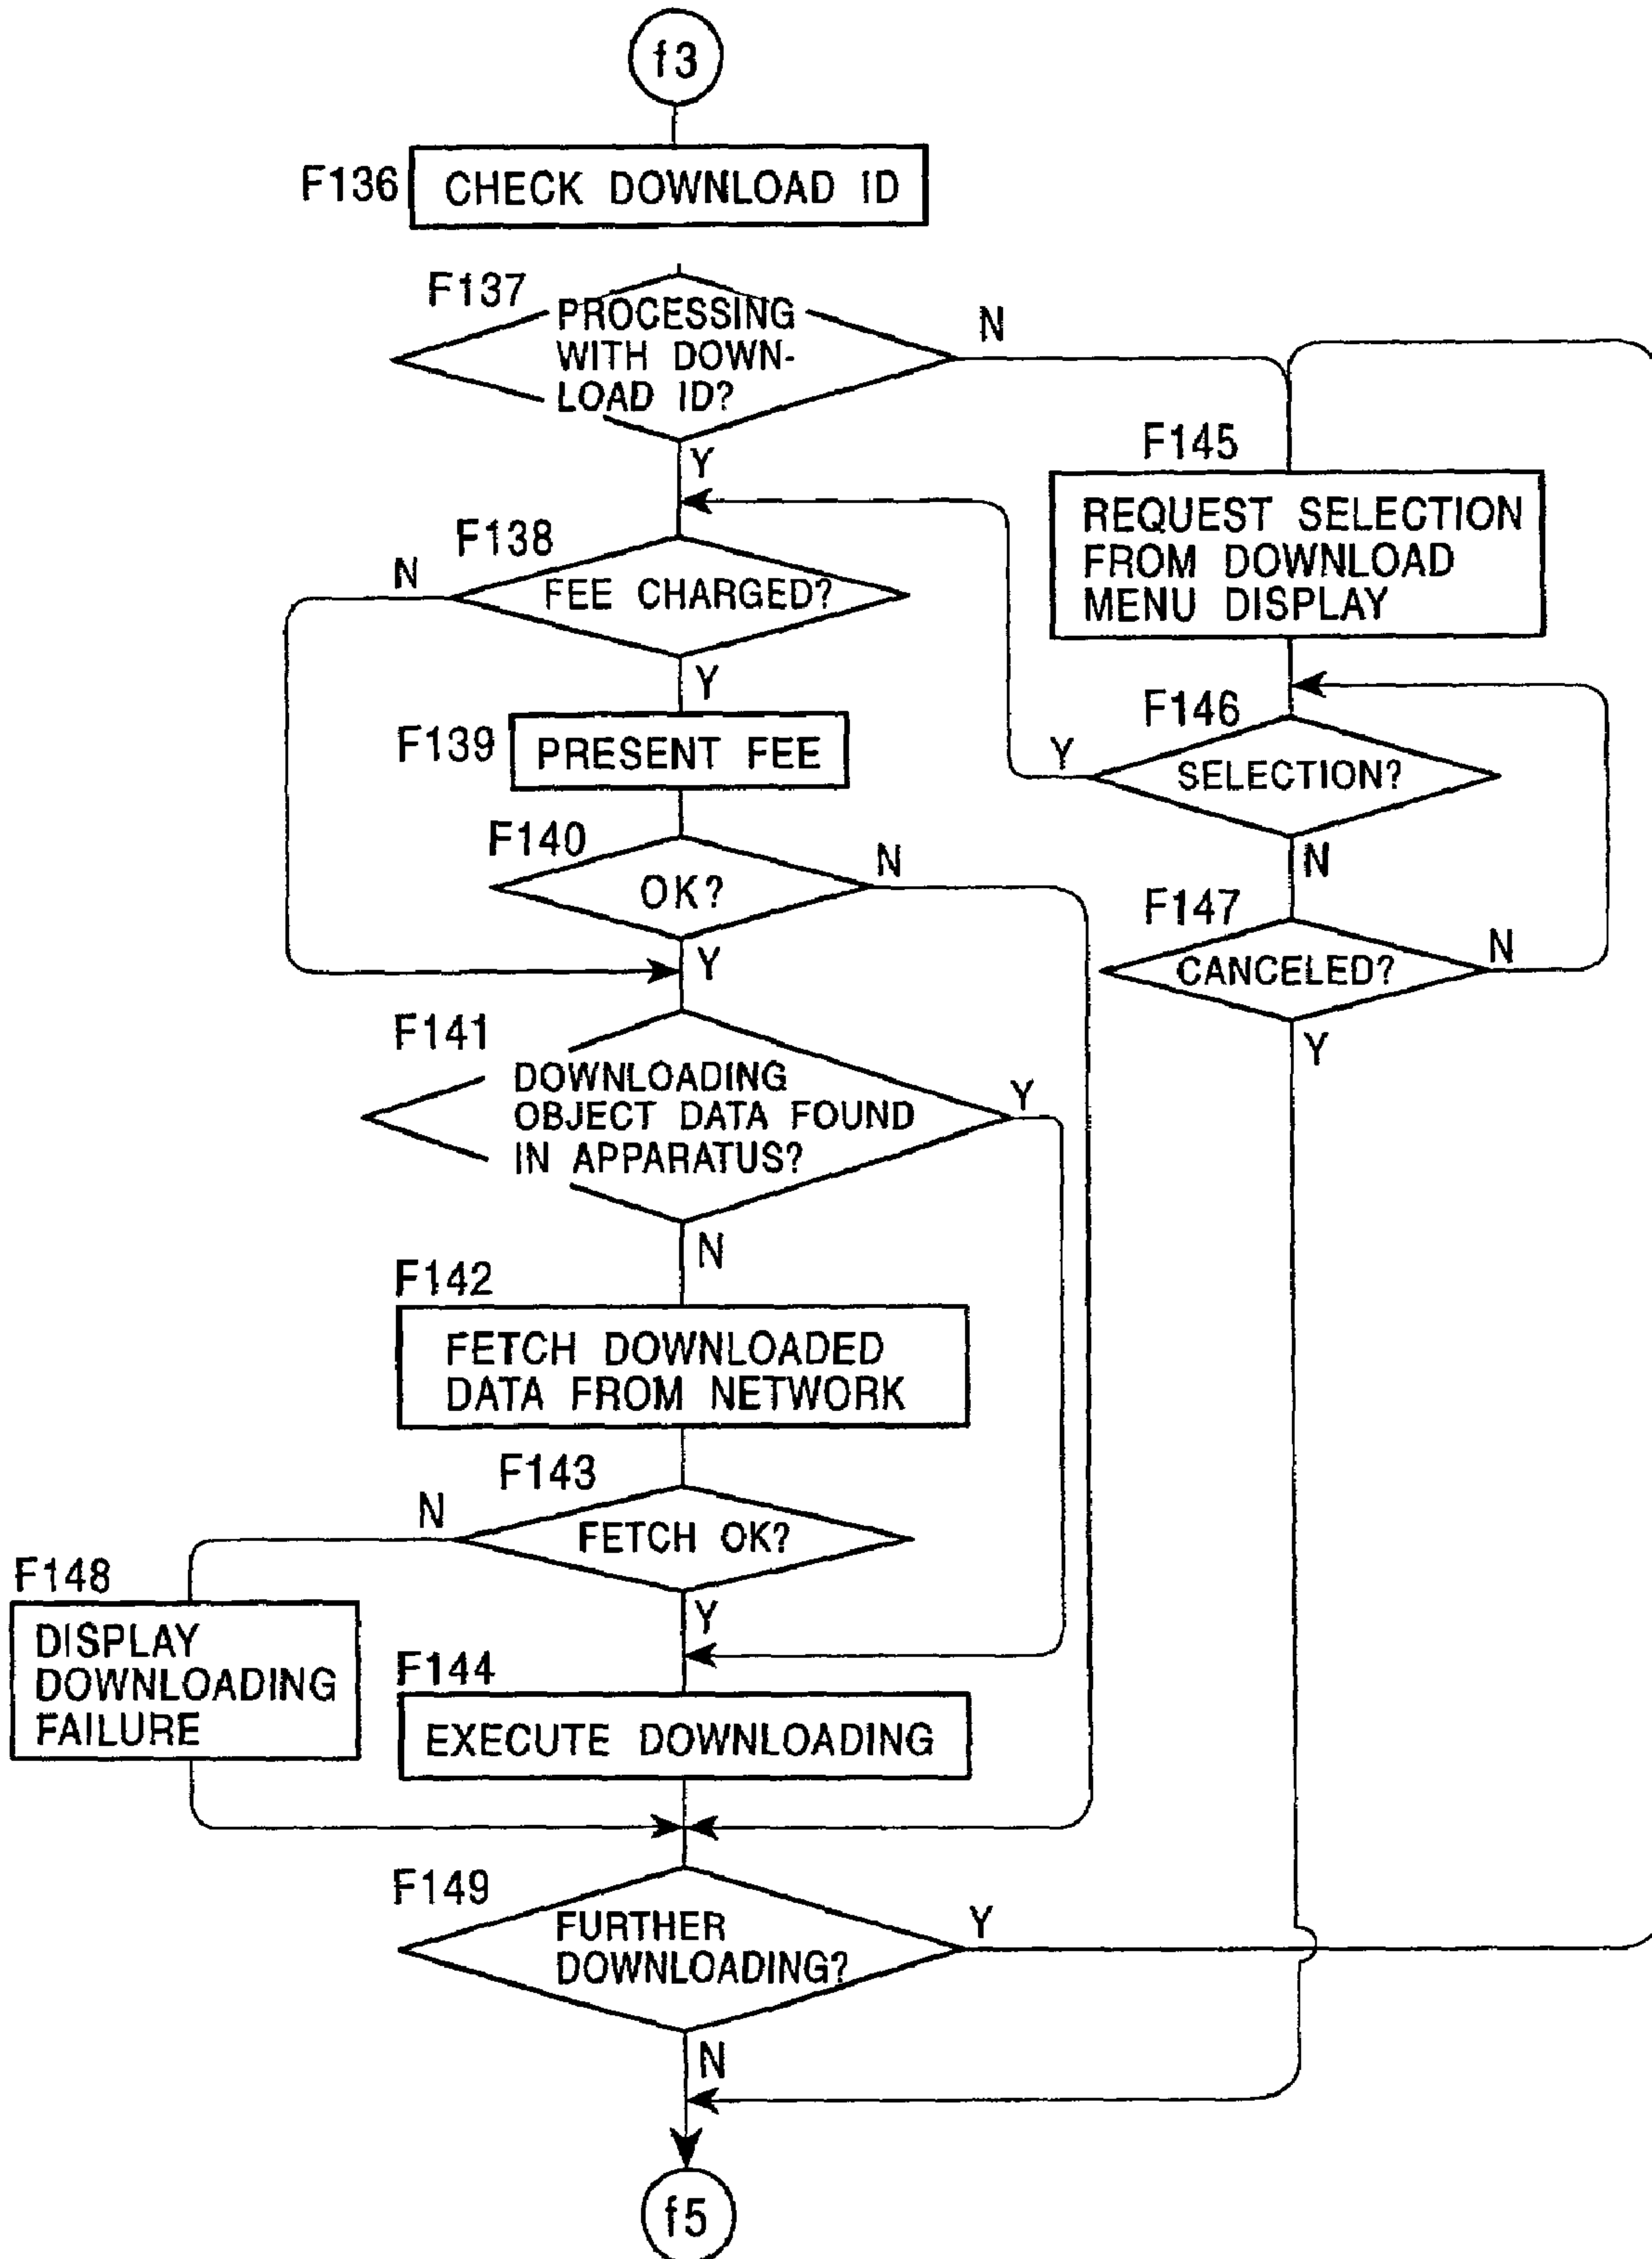 f3
F136
CHECK DOWNLOAD ID
F137
PROCESSING
WITH DOWN-
LOAD ID?
N
Y
F145
REQUEST SELECTION
FROM DOWNLOAD
MENU DISPLAY
F138
N
FEE CHARGED?
Y
F139
PRESENT FEE
F146
Y
SELECTION?
N
F140
OK?
N
Y
F147
CANCELED?
N
Y
F141
DOWNLOADING
OBJECT DATA FOUND
IN APPARATUS?
Y
N
F142
FETCH DOWNLOADED
DATA FROM NETWORK
F143
N
FETCH OK?
Y
F148
DISPLAY
DOWNLOADING
FAILURE
F144
EXECUTE DOWNLOADING
F149
FURTHER
DOWNLOADING?
Y
N
f5